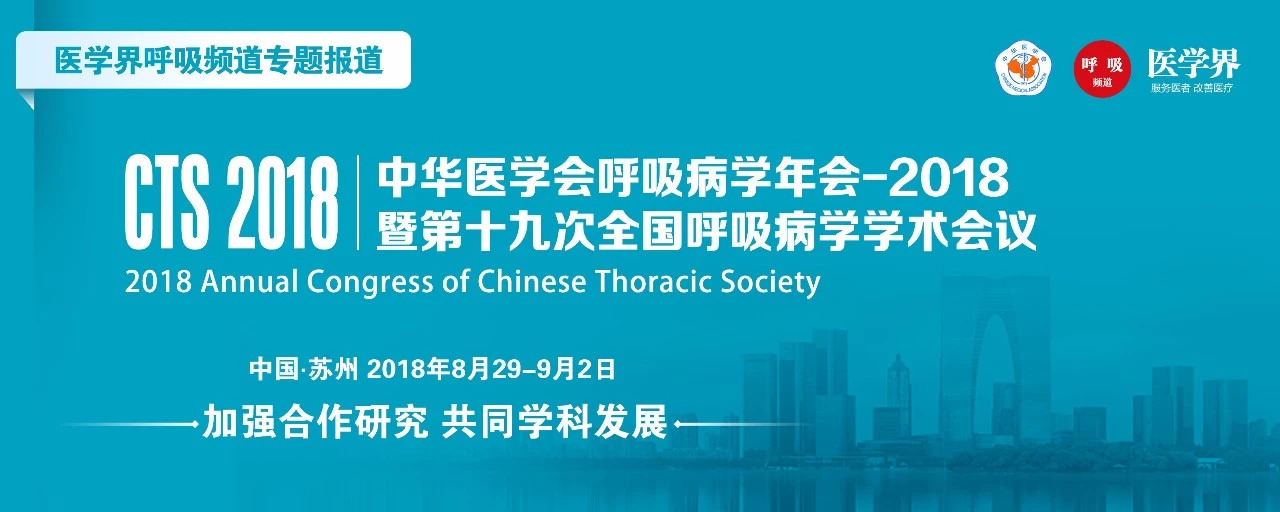 医学界呼吸频道专题报道
呼吸
频道
医学界
服务医者 改善医疗
CTS 2018
中华医学会呼吸病学年会-2018
暨第十九次全国呼吸病学学术会议
2018 Annual Congress of Chinese Thoracic Society
中国·苏州 2018年8月29-9月2日
加强合作研究 共同学科发展